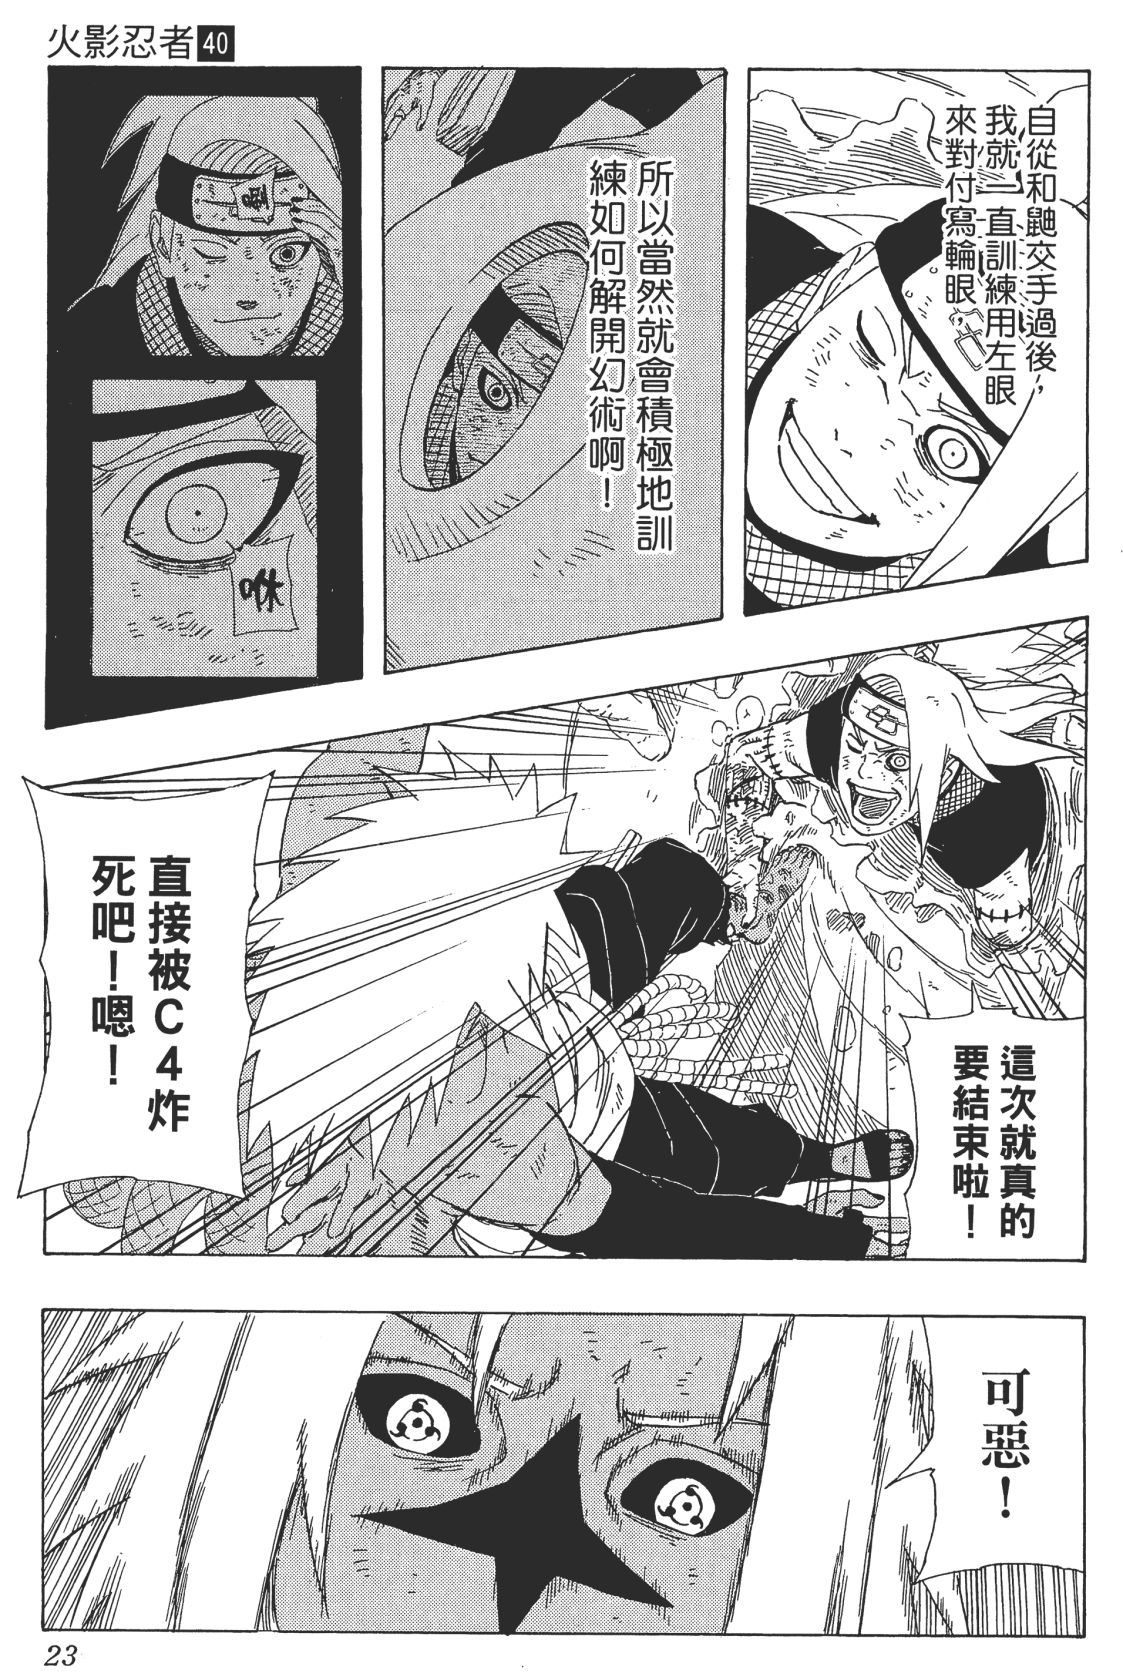 火影忍者40
自從和鼬交手過後，
我就一直訓練用左眼
來對付寫輪眼
所以當然就會積極地訓
練如何解開幻術啊！
這次就真的
要結束啦！
直接被C4炸
死吧！嗯！
可惡！
23